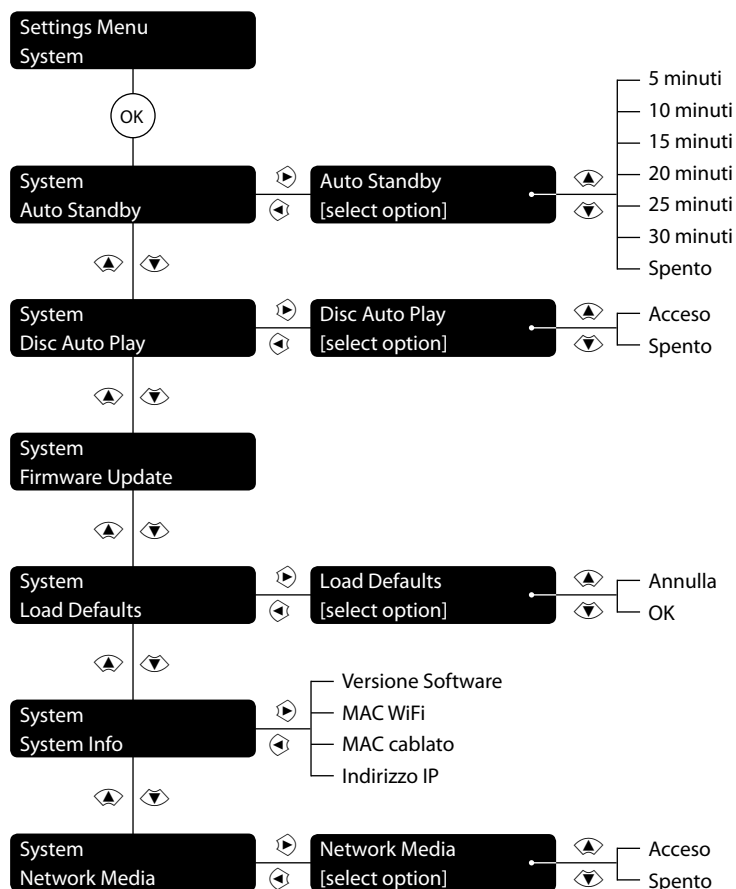 Settings Menu
System
OK
System
Auto Standby
Auto Standby
[select option]
5 minuti
10 minuti
15 minuti
20 minuti
25 minuti
30 minuti
Spento
System
Disc Auto Play
Disc Auto Play
[select option]
Acceso
Spento
System
Firmware Update
System
Load Defaults
Load Defaults
[select option]
Annulla
OK
System
System Info
Versione Software
MAC WiFi
MAC cablato
Indirizzo IP
System
Network Media
Network Media
[select option]
Acceso
Spento